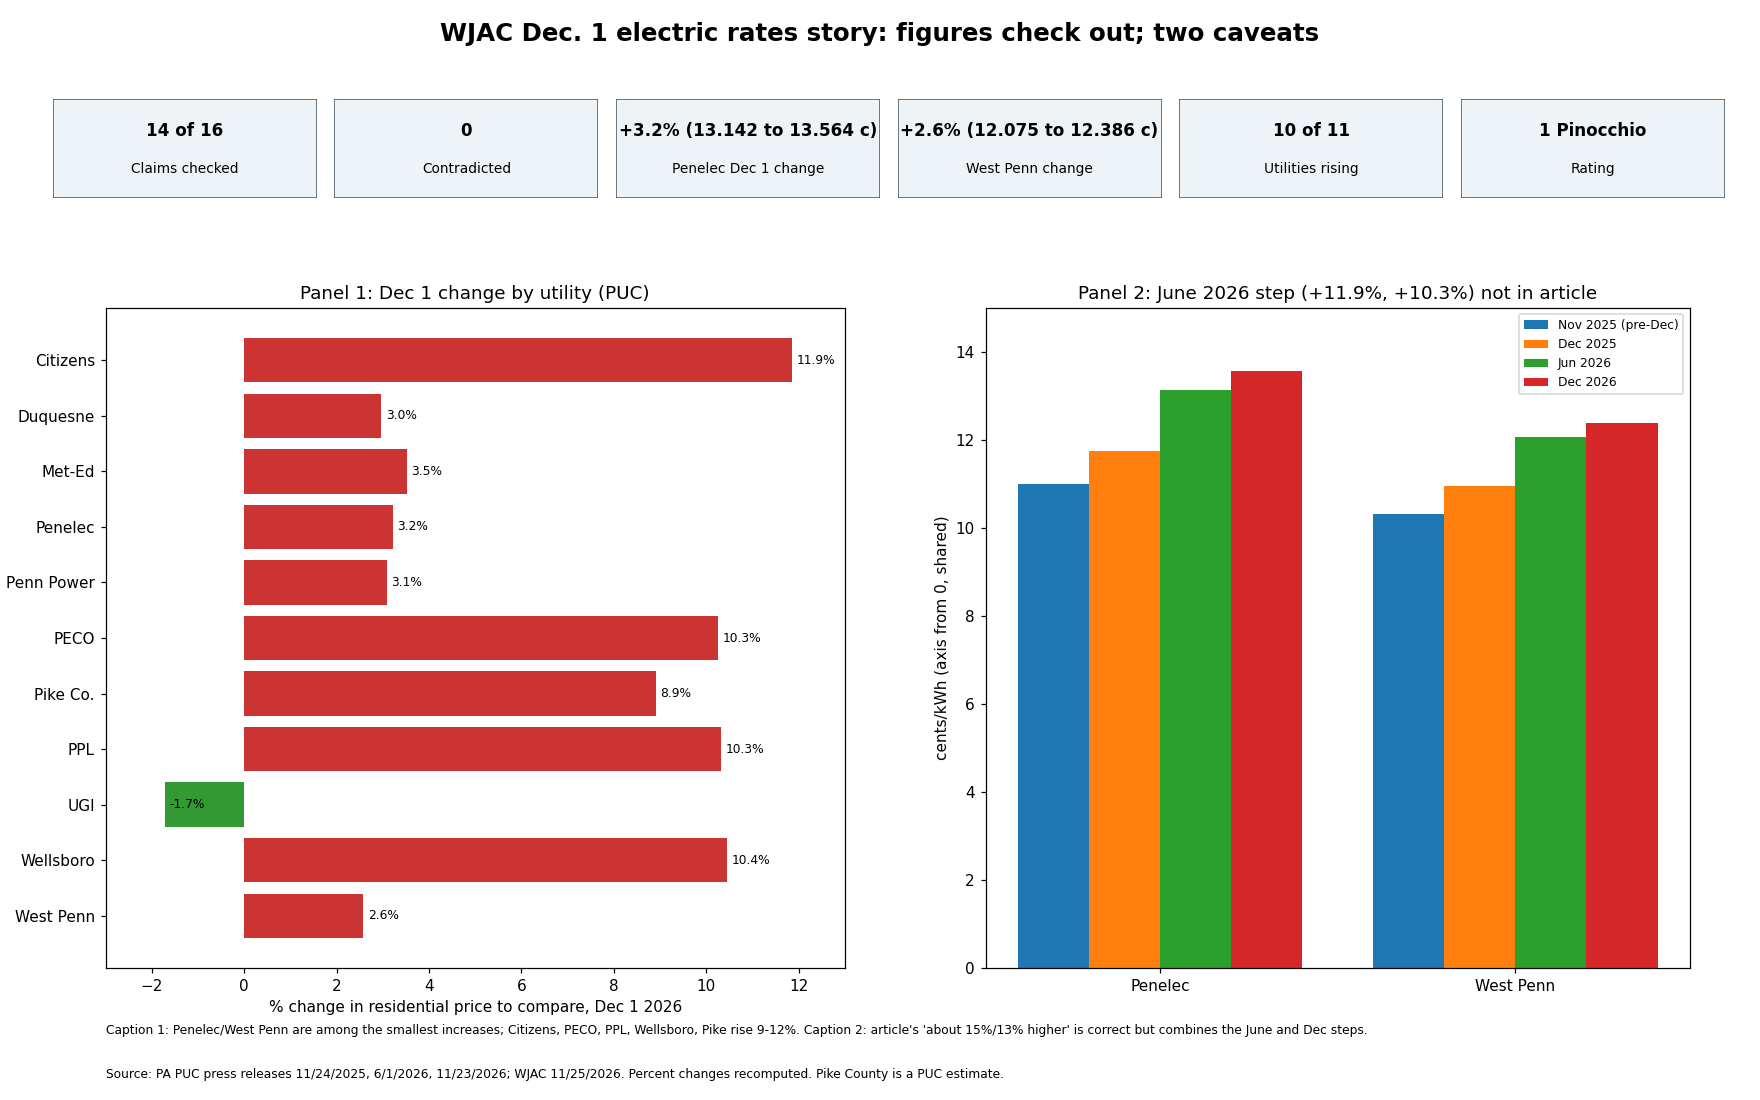 WJAC Dec. 1 electric rates story: figures check out; two caveats
14 of 16
Claims checked
0
Contradicted
+3.2% (13.142 to 13.564 c)
Penelec Dec 1 change
+2.6% (12.075 to 12.386 c)
West Penn change
10 of 11
Utilities rising
1 Pinocchio
Rating
Panel 1: Dec 1 change by utility (PUC)
Citizens
11.9%
Duquesne
3.0%
Met-Ed
3.5%
Penelec
3.2%
Penn Power
3.1%
PECO
10.3%
Pike Co.
8.9%
PPL
10.3%
UGI
-1.7%
Wellsboro
10.4%
West Penn
2.6%
−2 0 2 4 6 8 10 12
% change in residential price to compare, Dec 1 2026
Panel 2: June 2026 step (+11.9%, +10.3%) not in article
Nov 2025 (pre-Dec)
Dec 2025
Jun 2026
Dec 2026
14
12
10
8
6
4
2
0
cents/kWh (axis from 0, shared)
Penelec West Penn
Caption 1: Penelec/West Penn are among the smallest increases; Citizens, PECO, PPL, Wellsboro, Pike rise 9-12%. Caption 2: article's 'about 15%/13% higher' is correct but combines the June and Dec steps.
Source: PA PUC press releases 11/24/2025, 6/1/2026, 11/23/2026; WJAC 11/25/2026. Percent changes recomputed. Pike County is a PUC estimate.